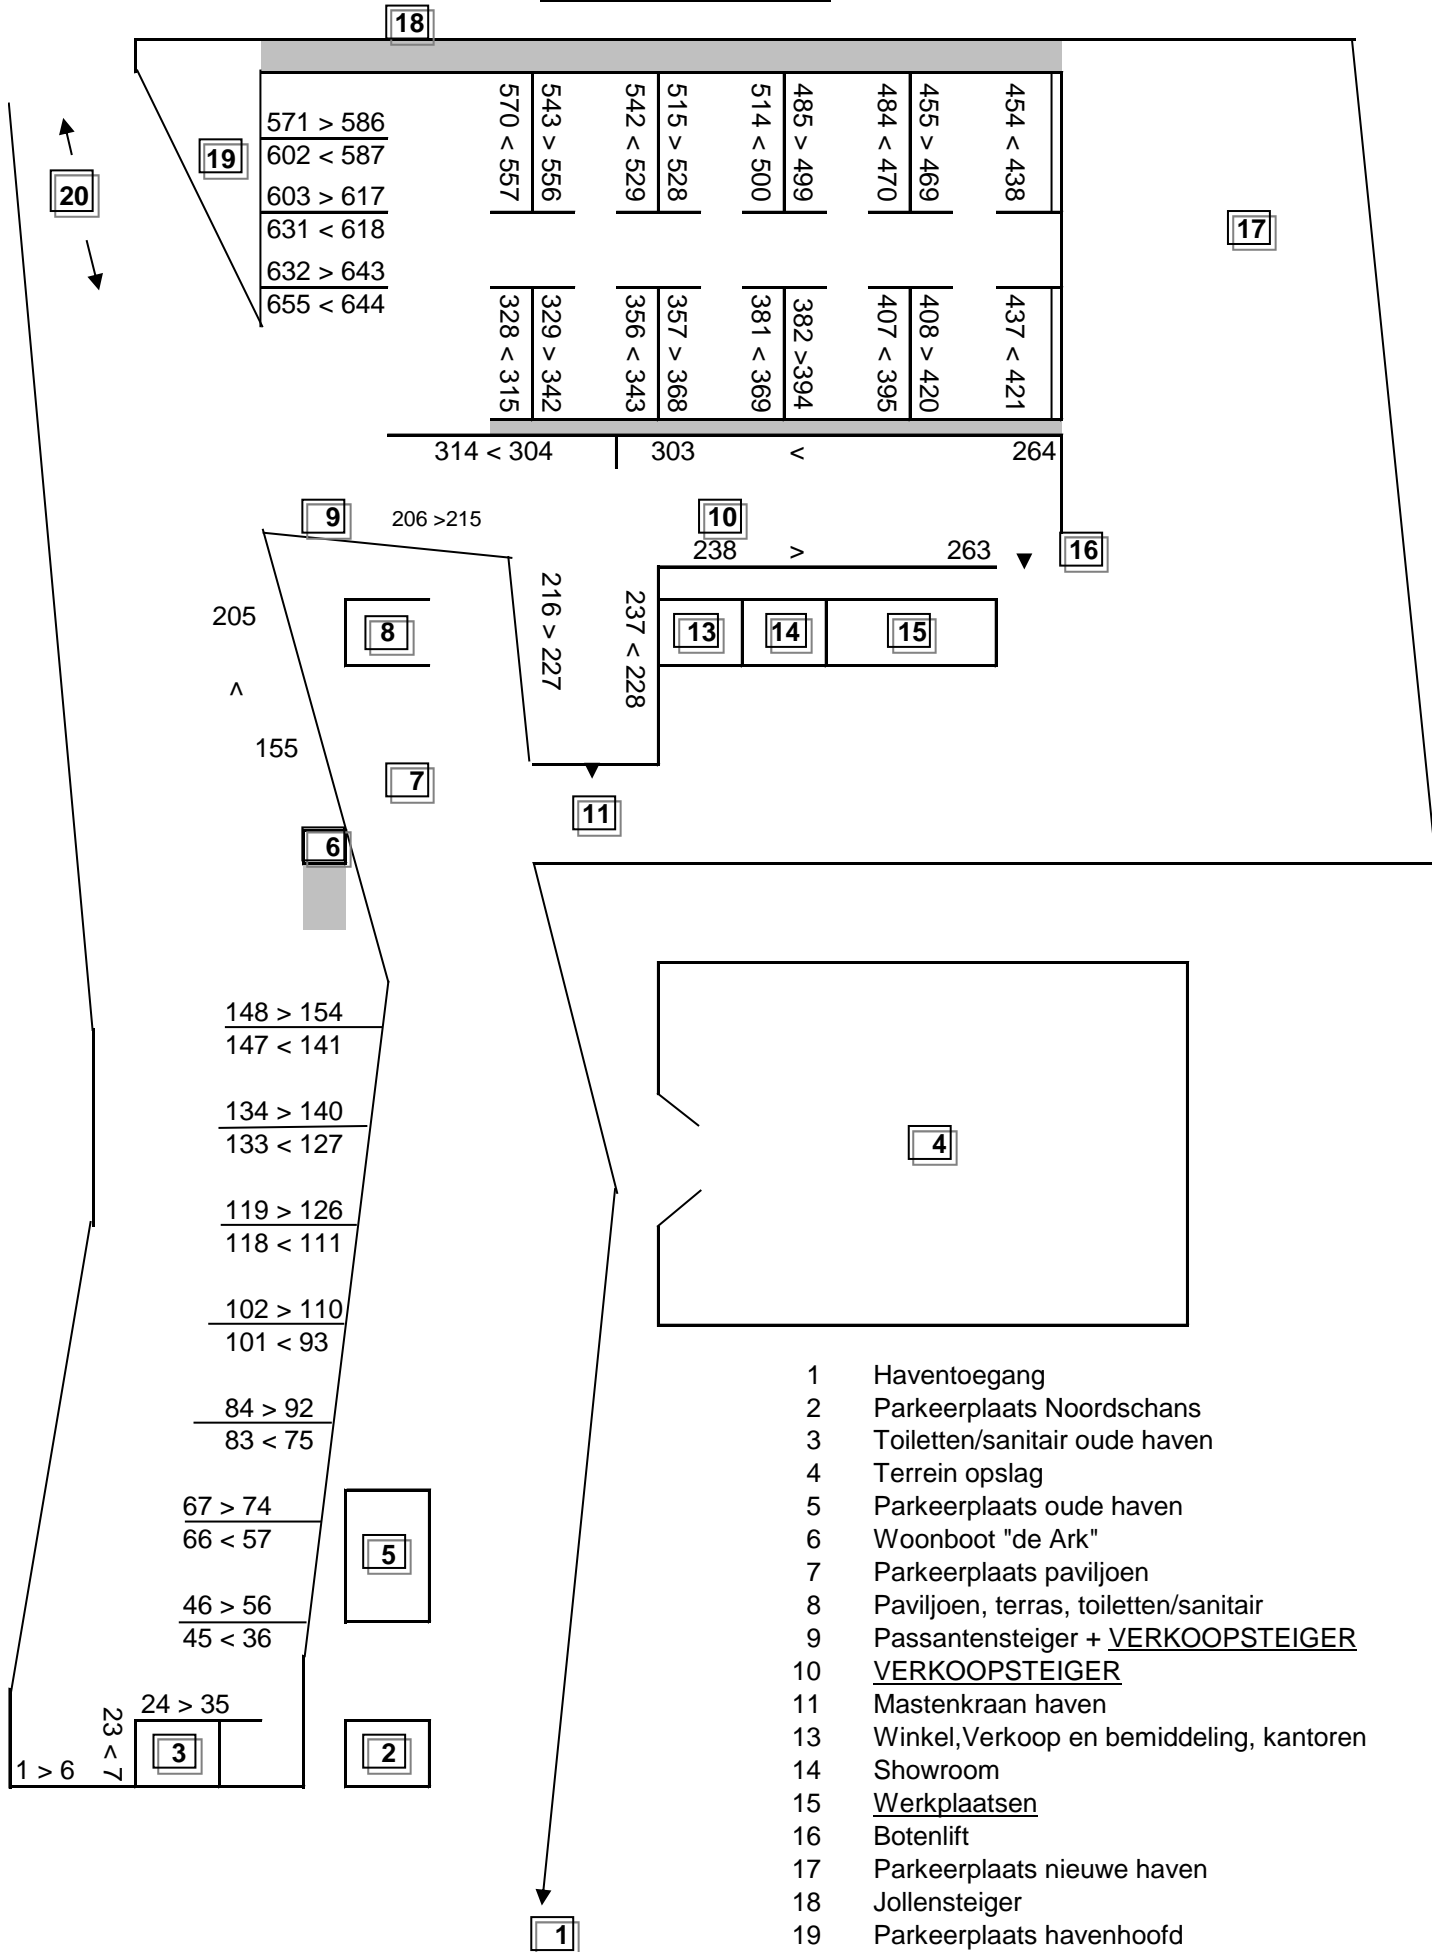 18
571 > 586
602 < 587
603 > 617
631 < 618
632 > 643
655 < 644
19
20
570 < 557
543 > 556
542 < 529
515 > 528
514 < 500
485 > 499
484 < 470
455 > 469
454 < 438
17
328 < 315
329 > 342
356 < 343
357 > 368
381 < 369
382 >394
407 < 395
408 > 420
437 < 421
314 < 304
303 < 264
9
206 >215
10
238 > 263
16
205
^
155
8
216 > 227
237 < 228
13
14
15
7
11
6
148 > 154
147 < 141
134 > 140
133 < 127
4
119 > 126
118 < 111
102 > 110
101 < 93
84 > 92
83 < 75
67 > 74
66 < 57
5
46 > 56
45 < 36
24 > 35
23 < 7
1 > 6
3
2
1
1 Haventoegang
2 Parkeerplaats Noordschans
3 Toiletten/sanitair oude haven
4 Terrein opslag
5 Parkeerplaats oude haven
6 Woonboot "de Ark"
7 Parkeerplaats paviljoen
8 Paviljoen, terras, toiletten/sanitair
9 Passantensteiger + VERKOOPSTEIGER
10 VERKOOPSTEIGER
11 Mastenkraan haven
13 Winkel,Verkoop en bemiddeling, kantoren
14 Showroom
15 Werkplaatsen
16 Botenlift
17 Parkeerplaats nieuwe haven
18 Jollensteiger
19 Parkeerplaats havenhoofd